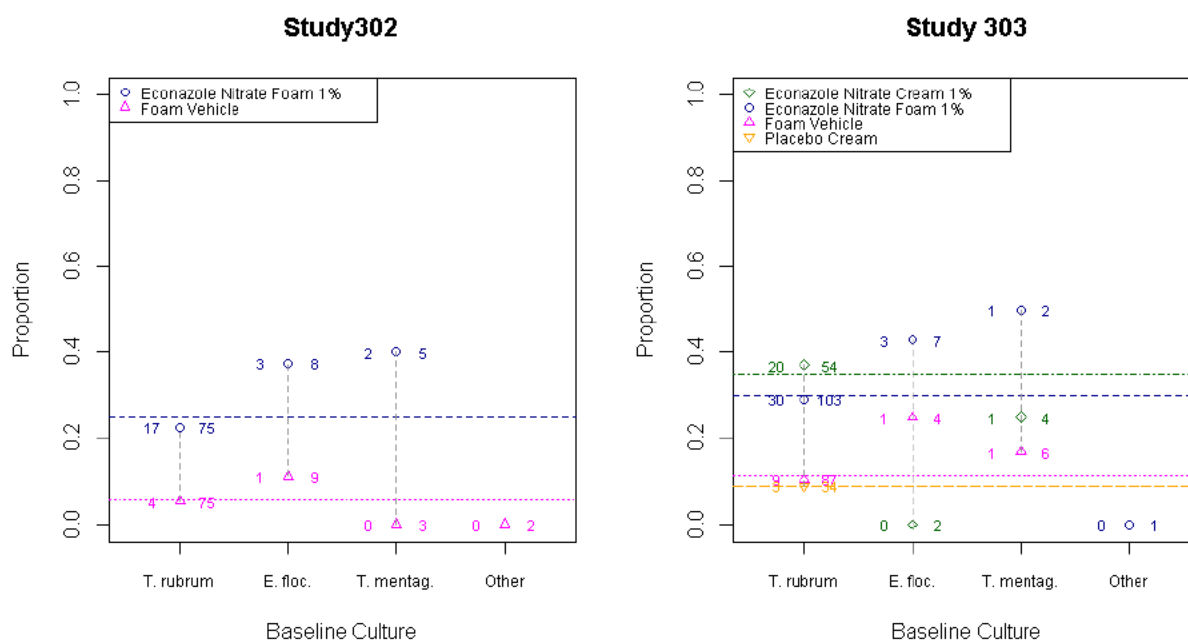 Study302
Econazole Nitrate Foam 1%
Foam Vehicle
Proportion
1.0
0.8
0.6
0.4
0.2
0.0
3 8
2 5
17 75
1 9
4 75
0 3
0 2
T. rubrum E. floc. T. mentag. Other
Baseline Culture
Study 303
Econazole Nitrate Cream 1%
Econazole Nitrate Foam 1%
Foam Vehicle
Placebo Cream
Proportion
1.0
0.8
0.6
0.4
0.2
0.0
1 2
3 7
20 54
30 103
1 4
1 4
1 6
9 87
0 2
0 1
T. rubrum E. floc. T. mentag. Other
Baseline Culture